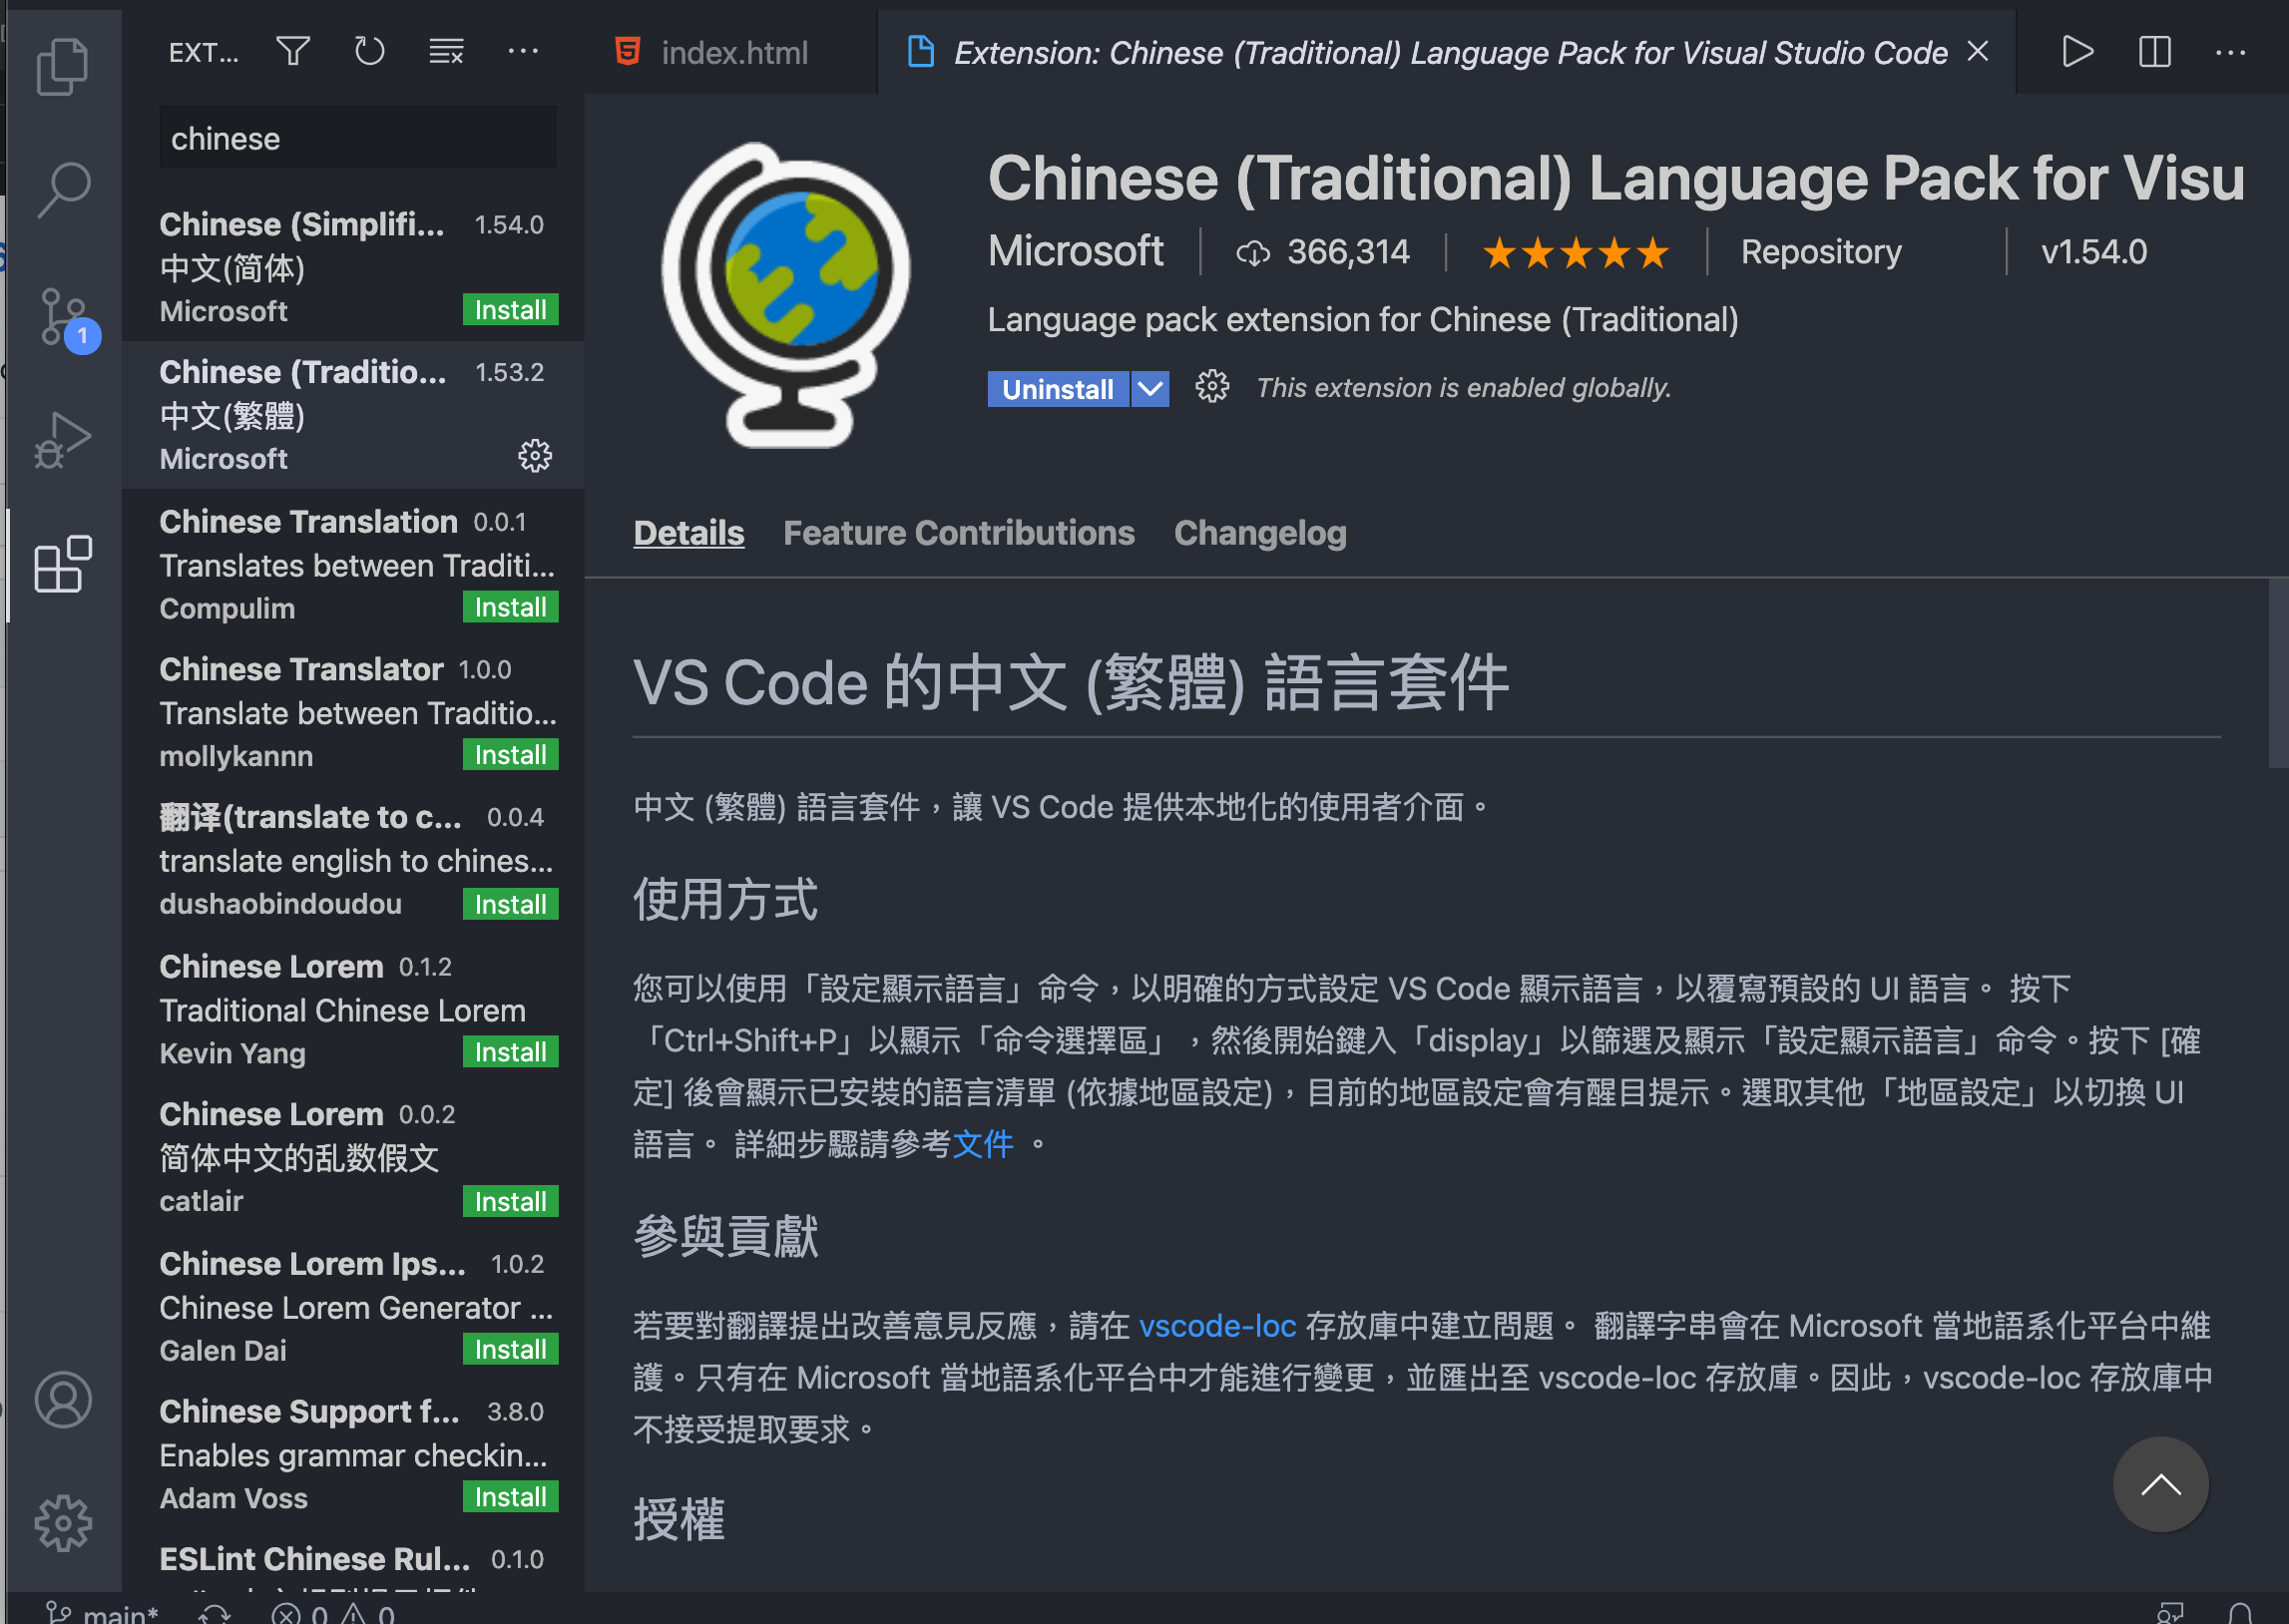 EXT...
index.html
Extension: Chinese (Traditional) Language Pack for Visual Studio Code
chinese
Chinese (Simplifi... 1.54.0
中文(简体)
Microsoft Install
Chinese (Traditio... 1.53.2
中文(繁體)
Microsoft
Chinese Translation 0.0.1
Translates between Traditi...
Compulim Install
Chinese Translator 1.0.0
Translate between Traditio...
mollykannn Install
翻译(translate to c... 0.0.4
translate english to chines...
dushaobindoudou Install
Chinese Lorem 0.1.2
Traditional Chinese Lorem
Kevin Yang Install
Chinese Lorem 0.0.2
简体中文的乱数假文
catlair Install
Chinese Lorem Ips... 1.0.2
Chinese Lorem Generator ...
Galen Dai Install
Chinese Support f... 3.8.0
Enables grammar checkin...
Adam Voss Install
ESLint Chinese Rul... 0.1.0
1
Chinese (Traditional) Language Pack for Visu
Microsoft 366,314 ★★★★★ Repository v1.54.0
Language pack extension for Chinese (Traditional)
Uninstall This extension is enabled globally.
Details Feature Contributions Changelog
VS Code 的中文 (繁體) 語言套件
中文 (繁體) 語言套件，讓 VS Code 提供本地化的使用者介面。
使用方式
您可以使用「設定顯示語言」命令，以明確的方式設定 VS Code 顯示語言，以覆寫預設的 UI 語言。 按下
「Ctrl+Shift+P」以顯示「命令選擇區」，然後開始鍵入「display」以篩選及顯示「設定顯示語言」命令。按下 [確
定] 後會顯示已安裝的語言清單 (依據地區設定)，目前的地區設定會有醒目提示。選取其他「地區設定」以切換 UI
語言。 詳細步驟請參考文件 。
參與貢獻
若要對翻譯提出改善意見反應，請在 vscode-loc 存放庫中建立問題。 翻譯字串會在 Microsoft 當地語系化平台中維
護。只有在 Microsoft 當地語系化平台中才能進行變更，並匯出至 vscode-loc 存放庫。因此，vscode-loc 存放庫中
不接受提取要求。
授權
main* 0 0